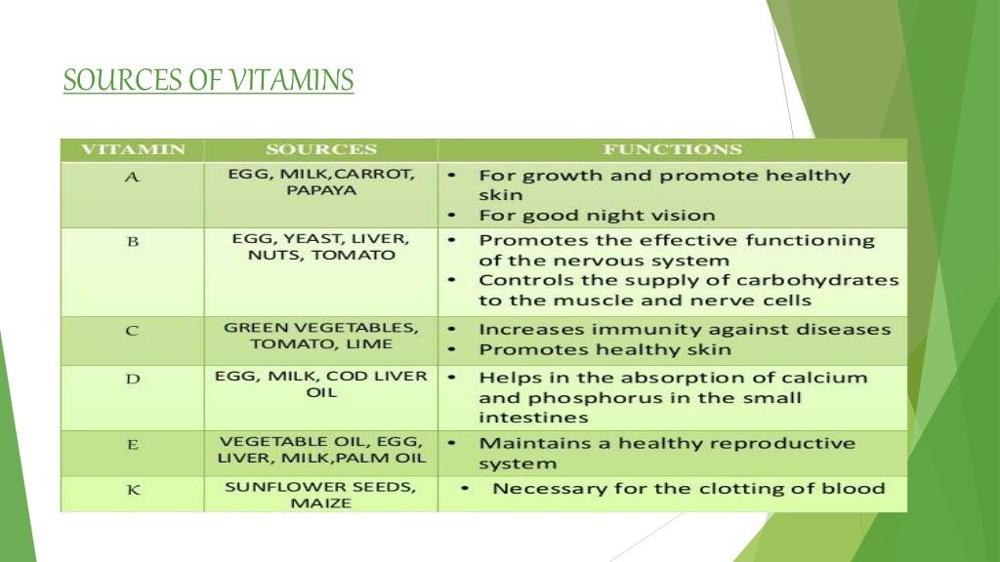 SOURCES OF VITAMINS
VITAMIN SOURCES FUNCTIONS
A
EGG, MILK,CARROT,
PAPAYA
• For growth and promote healthy
skin
• For good night vision
B
EGG, YEAST, LIVER,
NUTS, TOMATO
• Promotes the effective functioning
of the nervous system
• Controls the supply of carbohydrates
to the muscle and nerve cells
C
GREEN VEGETABLES,
TOMATO, LIME
• Increases immunity against diseases
• Promotes healthy skin
D
EGG, MILK, COD LIVER
OIL
• Helps in the absorption of calcium
and phosphorus in the small
intestines
E
VEGETABLE OIL, EGG,
LIVER, MILK,PALM OIL
• Maintains a healthy reproductive
system
K
SUNFLOWER SEEDS,
MAIZE
• Necessary for the clotting of blood